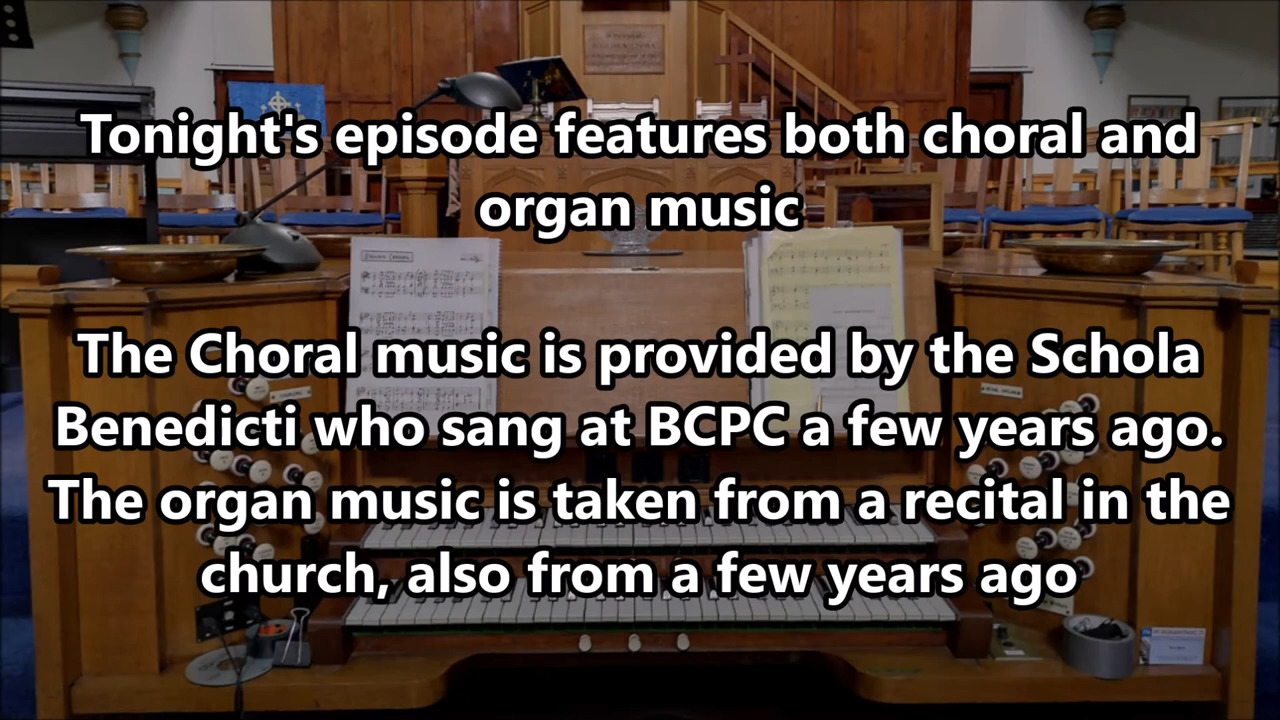 Tonight's episode features both choral and
organ music
The Choral music is provided by the Schola
Benedicti who sang at BCPC a few years ago.
The organ music is taken from a recital in the
church, also from a few years ago